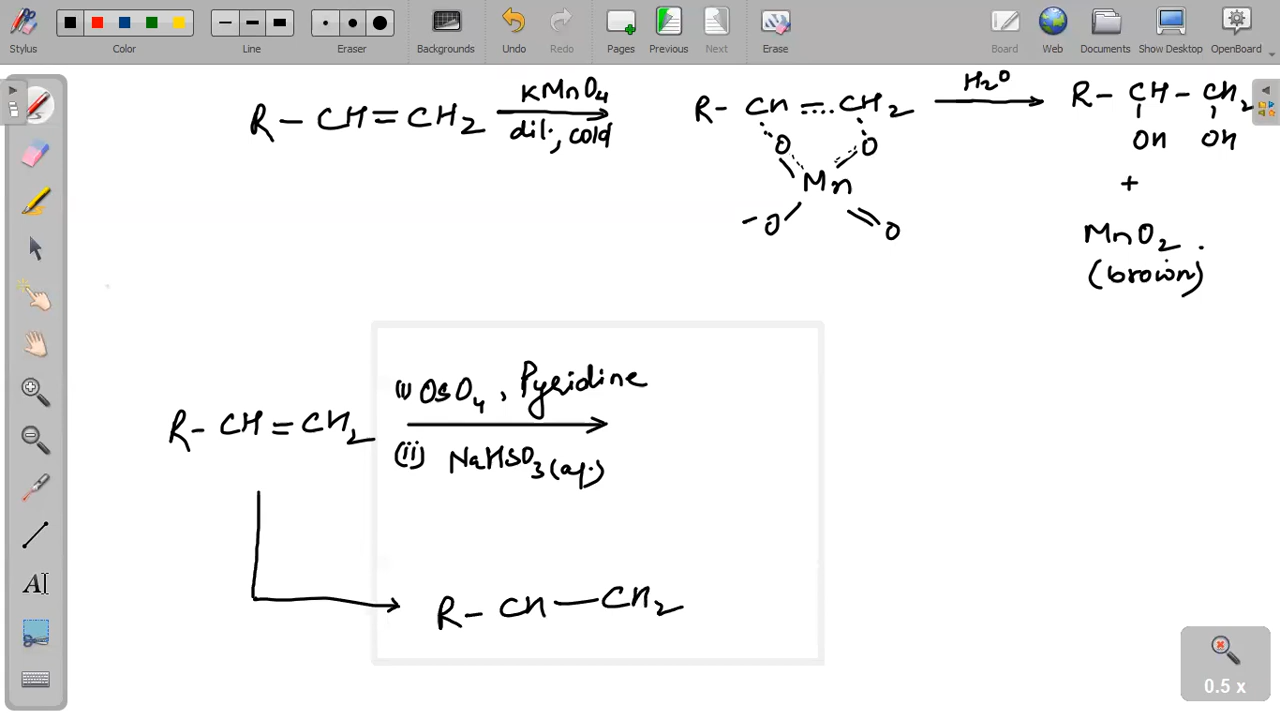 Stylus Color Line Eraser Backgrounds Undo Redo Pages Previous Next Erase Board Web Documents Show Desktop OpenBoard
R - CH = CH2 KMnO4 dil., cold R - CH CH2 H2O R - CH - CH2
O O OH OH
Mn +
-O O MnO2.
(brown)
R - CH = CH2 (i) OsO4, Pyridine
(ii) NaHSO3 (aq.)
R - CH - CH2
0.5 x